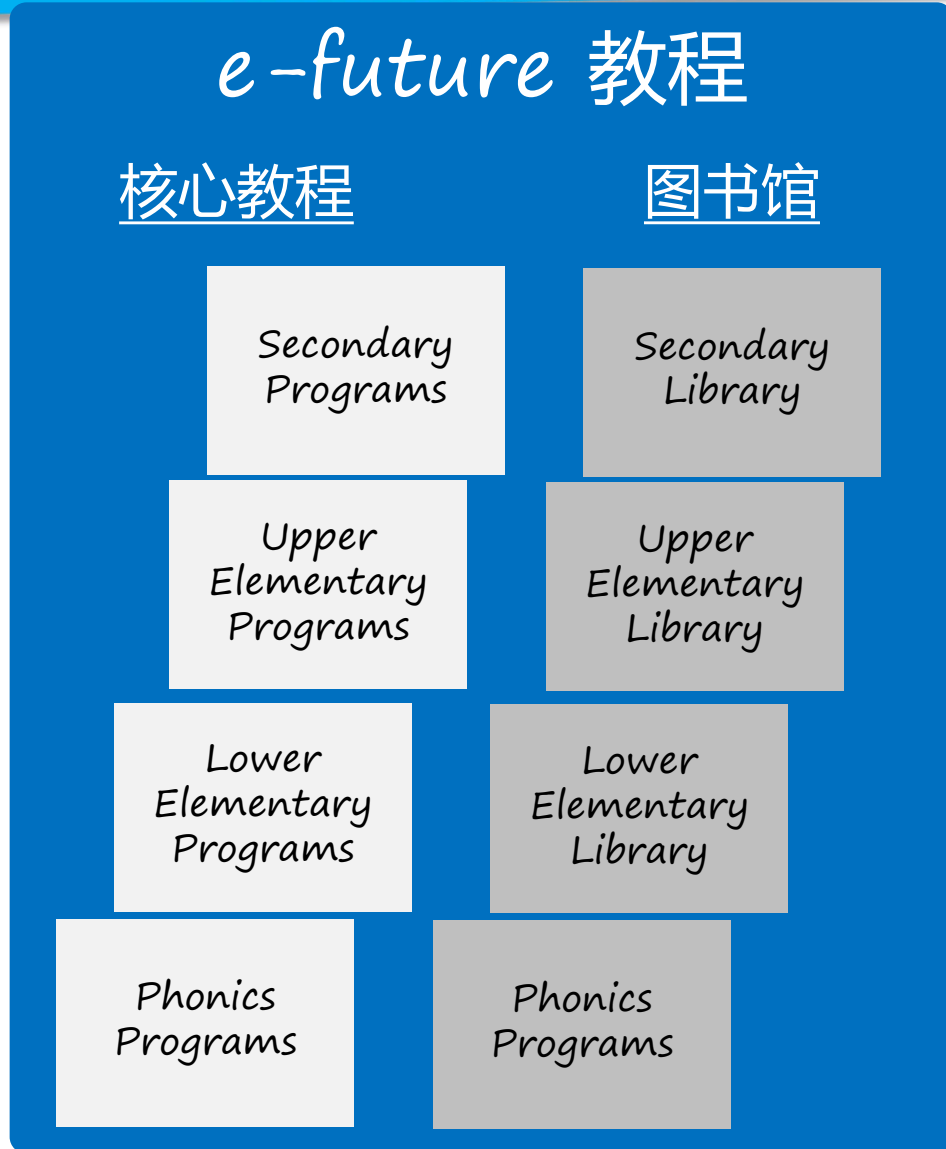 e-future 教程
核心教程
图书馆
Secondary
Programs
Secondary
Library
Upper
Elementary
Programs
Upper
Elementary
Library
Lower
Elementary
Programs
Lower
Elementary
Library
Phonics
Programs
Phonics
Programs